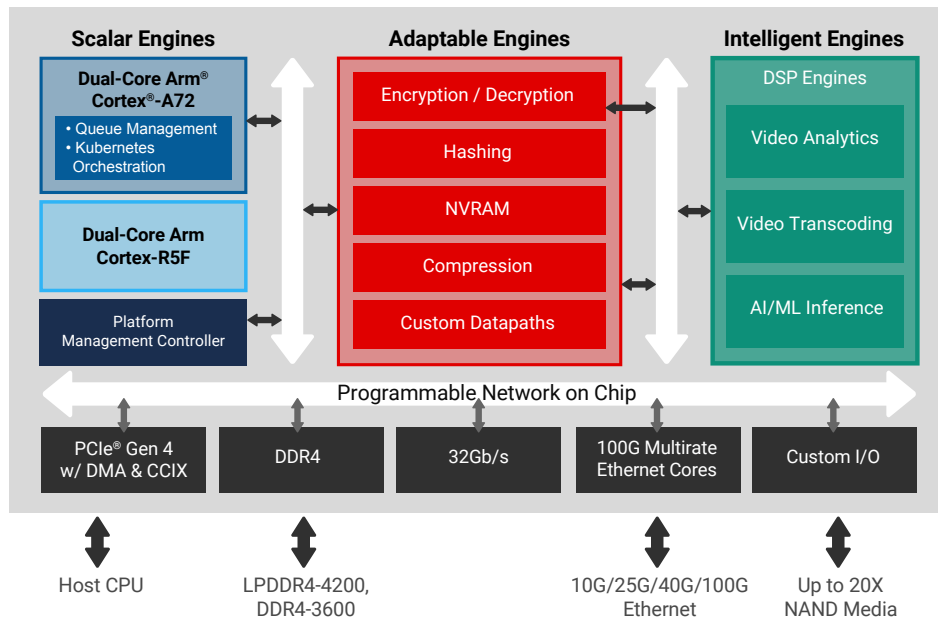 Scalar Engines
Adaptable Engines
Intelligent Engines
Dual-Core Arm®
Cortex®-A72
• Queue Management
• Kubernetes
Orchestration
Dual-Core Arm
Cortex-R5F
Platform
Management Controller
Encryption / Decryption
Hashing
NVRAM
Compression
Custom Datapaths
DSP Engines
Video Analytics
Video Transcoding
AI/ML Inference
Programmable Network on Chip
PCIe® Gen 4
w/ DMA & CCIX
DDR4
32Gb/s
100G Multirate
Ethernet Cores
Custom I/O
Host CPU
LPDDR4-4200,
DDR4-3600
10G/25G/40G/100G
Ethernet
Up to 20X
NAND Media